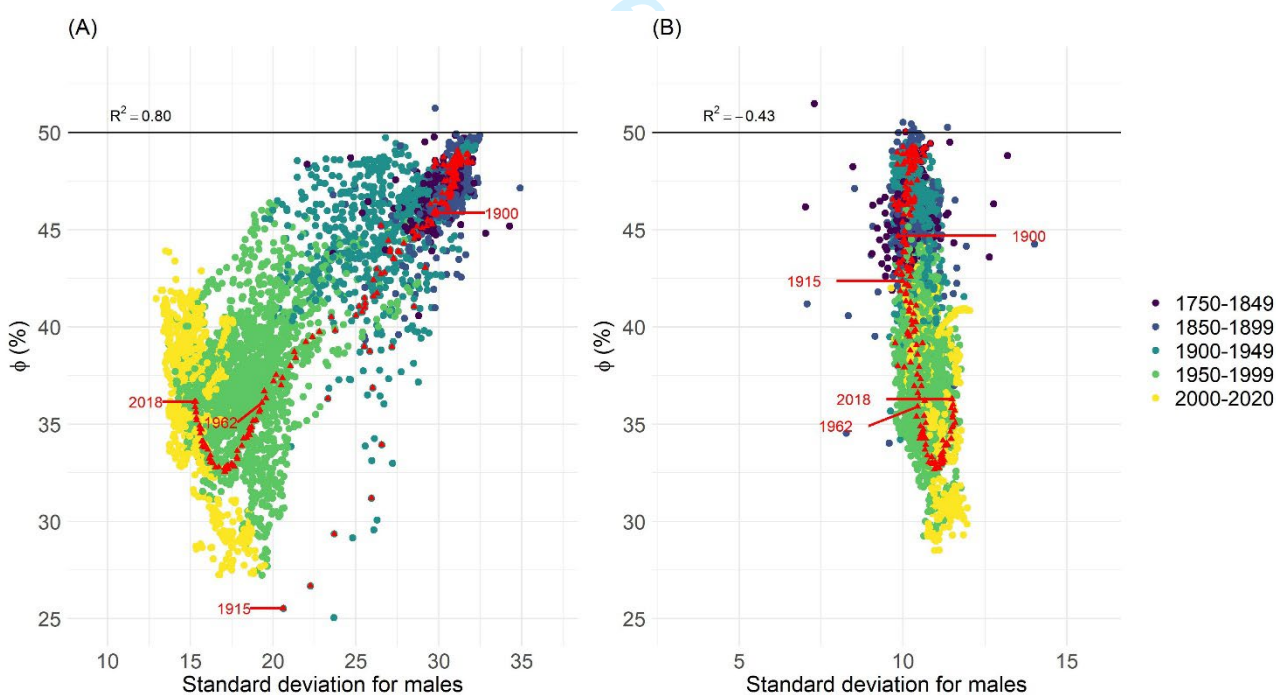 (A)
(B)
R² = 0.80
R² = −0.43
50
45
40
35
30
25
50
45
40
35
30
25
ϕ (%)
ϕ (%)
1900
2018
1962
1915
1900
1915
2018
1962
10 15 20 25 30 35
5 10 15
Standard deviation for males
Standard deviation for males
1750-1849
1850-1899
1900-1949
1950-1999
2000-2020